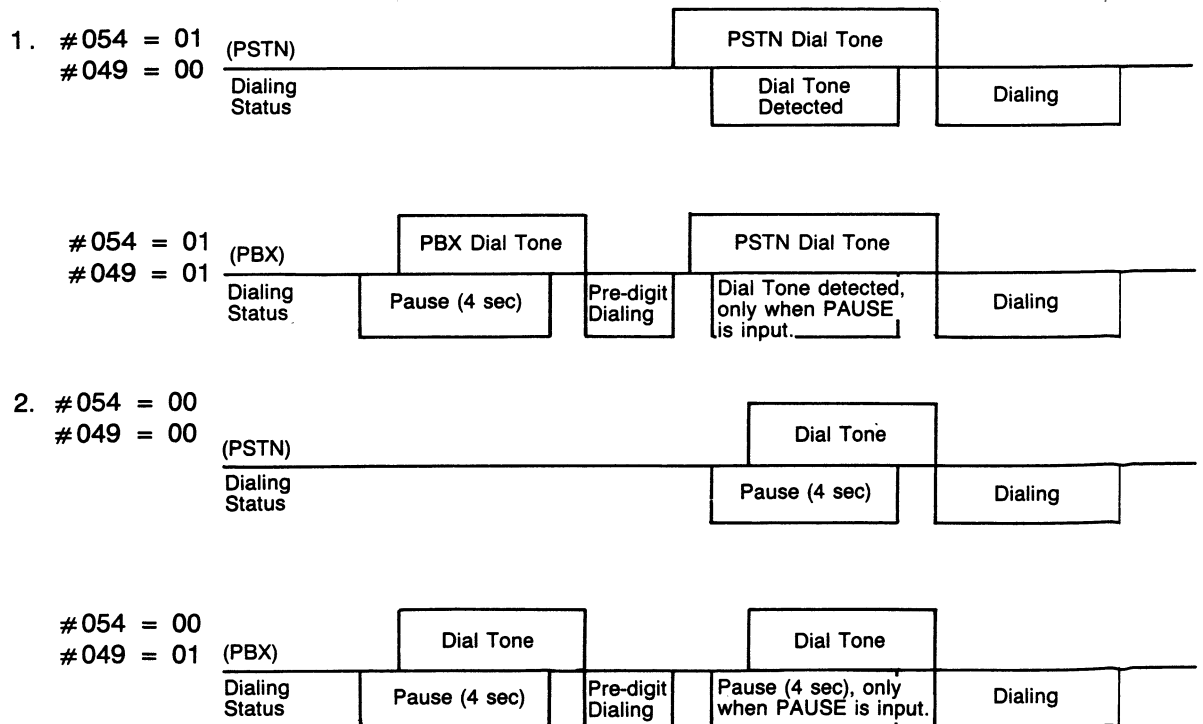 1. #054 = 01
#049 = 00
(PSTN)
Dialing
Status
PSTN Dial Tone
Dial Tone
Detected
Dialing
#054 = 01
#049 = 01
(PBX)
Dialing
Status
PBX Dial Tone
Pause (4 sec)
Pre-digit
Dialing
PSTN Dial Tone
Dial Tone detected,
only when PAUSE
is input.
Dialing
2. #054 = 00
#049 = 00
(PSTN)
Dialing
Status
Dial Tone
Pause (4 sec)
Dialing
#054 = 00
#049 = 01
(PBX)
Dialing
Status
Dial Tone
Pause (4 sec)
Pre-digit
Dialing
Dial Tone
Pause (4 sec), only
when PAUSE is input.
Dialing